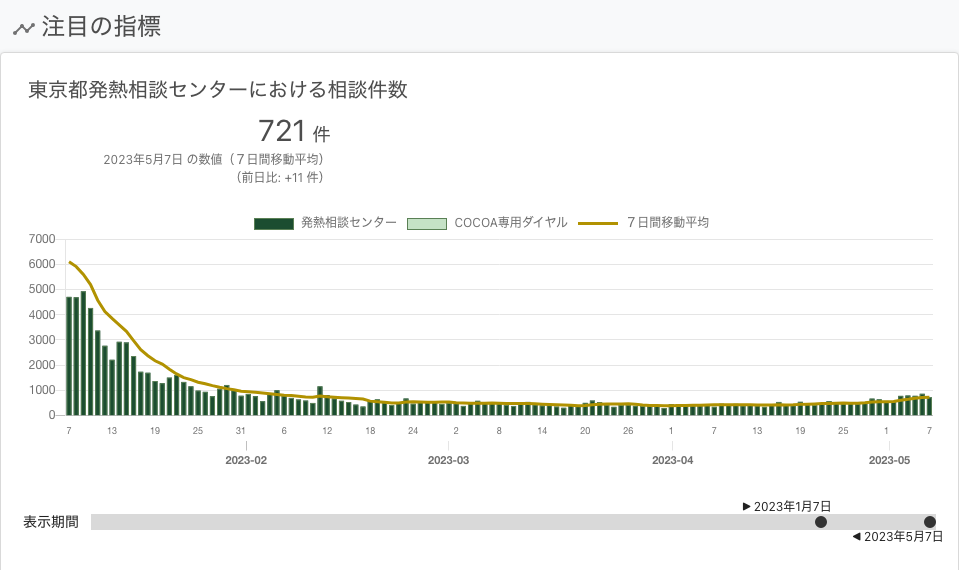 注目の指標
東京都発熱相談センターにおける相談件数
721 件
2023年5月7日 の数値（７日間移動平均）
（前日比: +11 件）
発熱相談センター COCOA専用ダイヤル ７日間移動平均
7000
6000
5000
4000
3000
2000
1000
0
7 13 19 25 31 6 12 18 24 2 8 14 20 26 1 7 13 19 25 1 7
2023-02 2023-03 2023-04 2023-05
2023年1月7日
表示期間
2023年5月7日